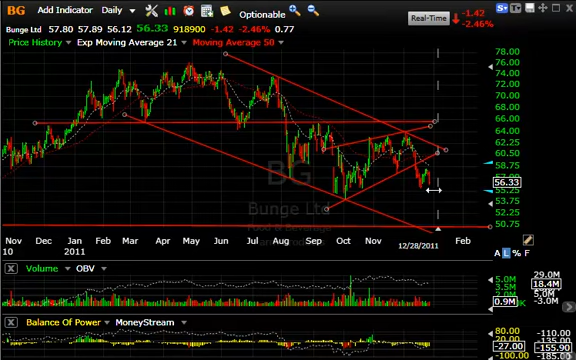 BG Add Indicator Daily Optionable Real-Time -1.42 -2.46%
Bunge Ltd 57.80 57.89 56.12 56.33 918900 -1.42 -2.46% 0.77
Price History Exp Moving Average 21 Moving Average 50
78.00
76.00
74.00
72.00
70.00
68.00
66.00
64.00
62.25
60.50
58.75
56.33
55.25
53.75
52.25
50.75
BG
Bunge Ltd
Food & Beverage
10 Nov Dec Jan Feb Mar Apr May Jun Jul Aug Sep Oct Nov 12/28/2011 Feb
2011
A L % F
X Volume OBV
5.0M 29.0M
3.5M 18.4M
2.5M 5.0M
0.9M -3.0M
X Balance Of Power MoneyStream
80.00 -110.00
20.00
-27.00 -155.90
-100.00 -190.00